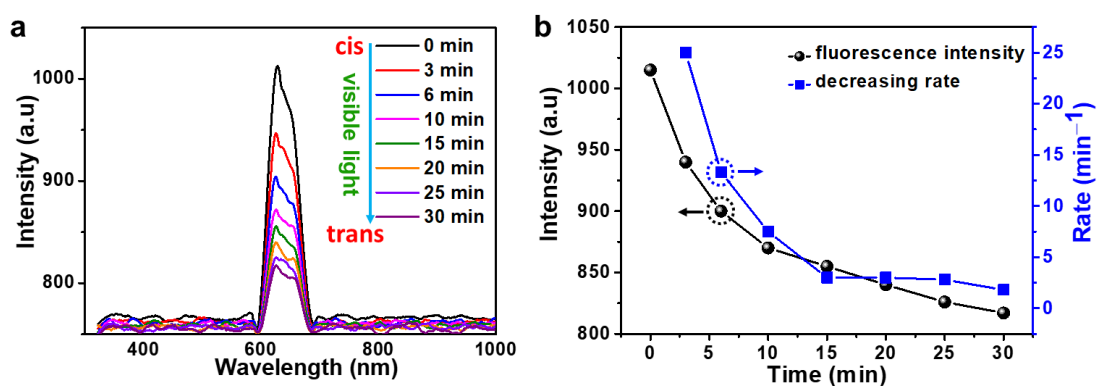 a
Intensity (a.u)
1000
900
800
400
600
800
1000
Wavelength (nm)
cis
visible light
trans
0 min
3 min
6 min
10 min
15 min
20 min
25 min
30 min
b
Intensity (a.u)
1050
1000
950
900
850
800
0
5
10
15
20
25
30
Time (min)
fluorescence intensity
decreasing rate
25
20
15
10
5
0
Rate (min⁻¹)